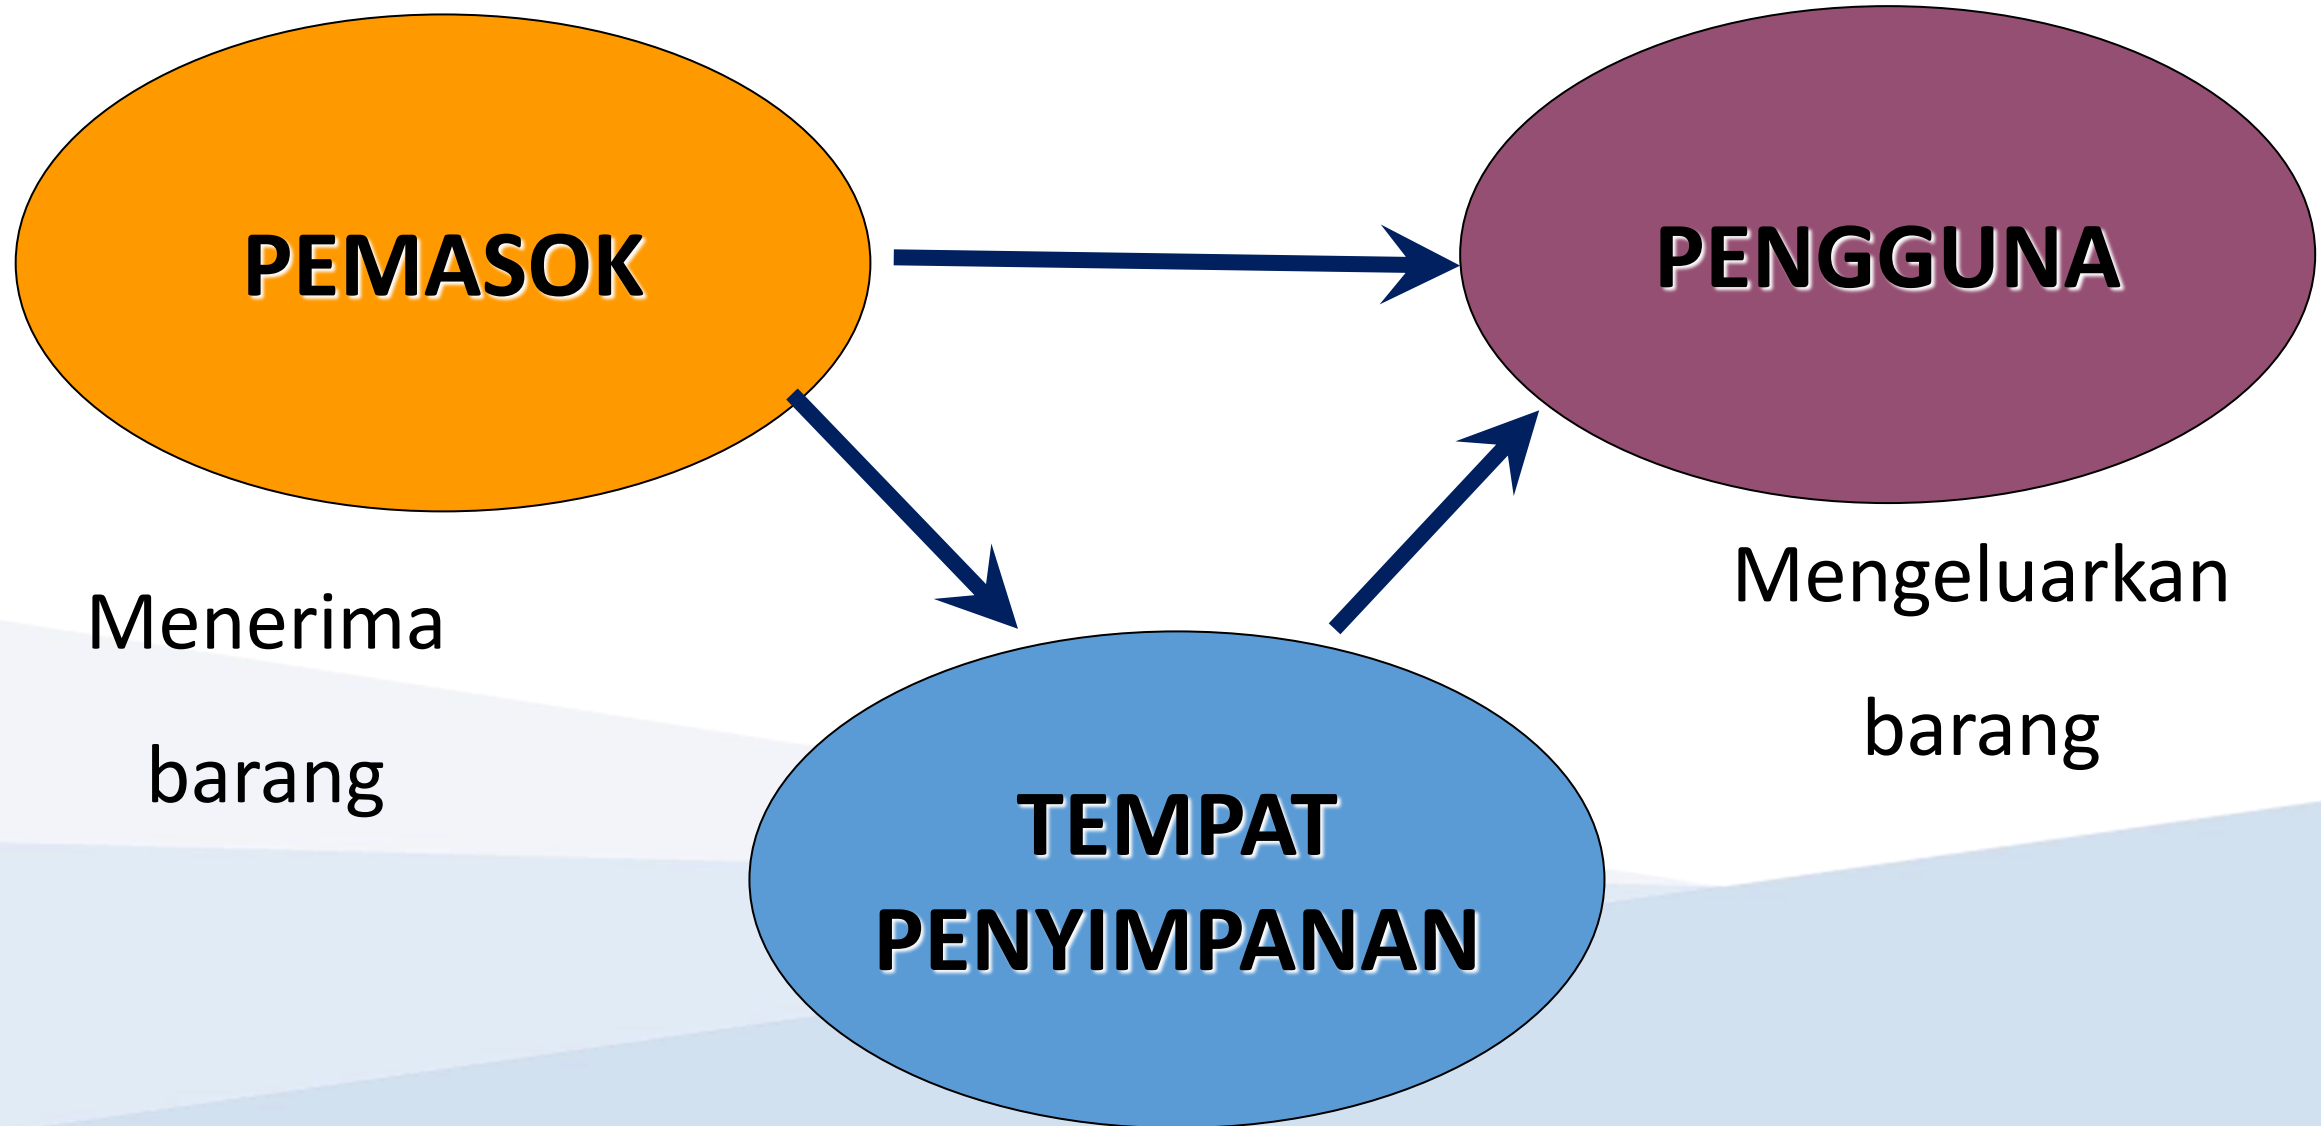 PEMASOK
PENGGUNA
Menerima
barang
Mengeluarkan
barang
TEMPAT
PENYIMPANAN